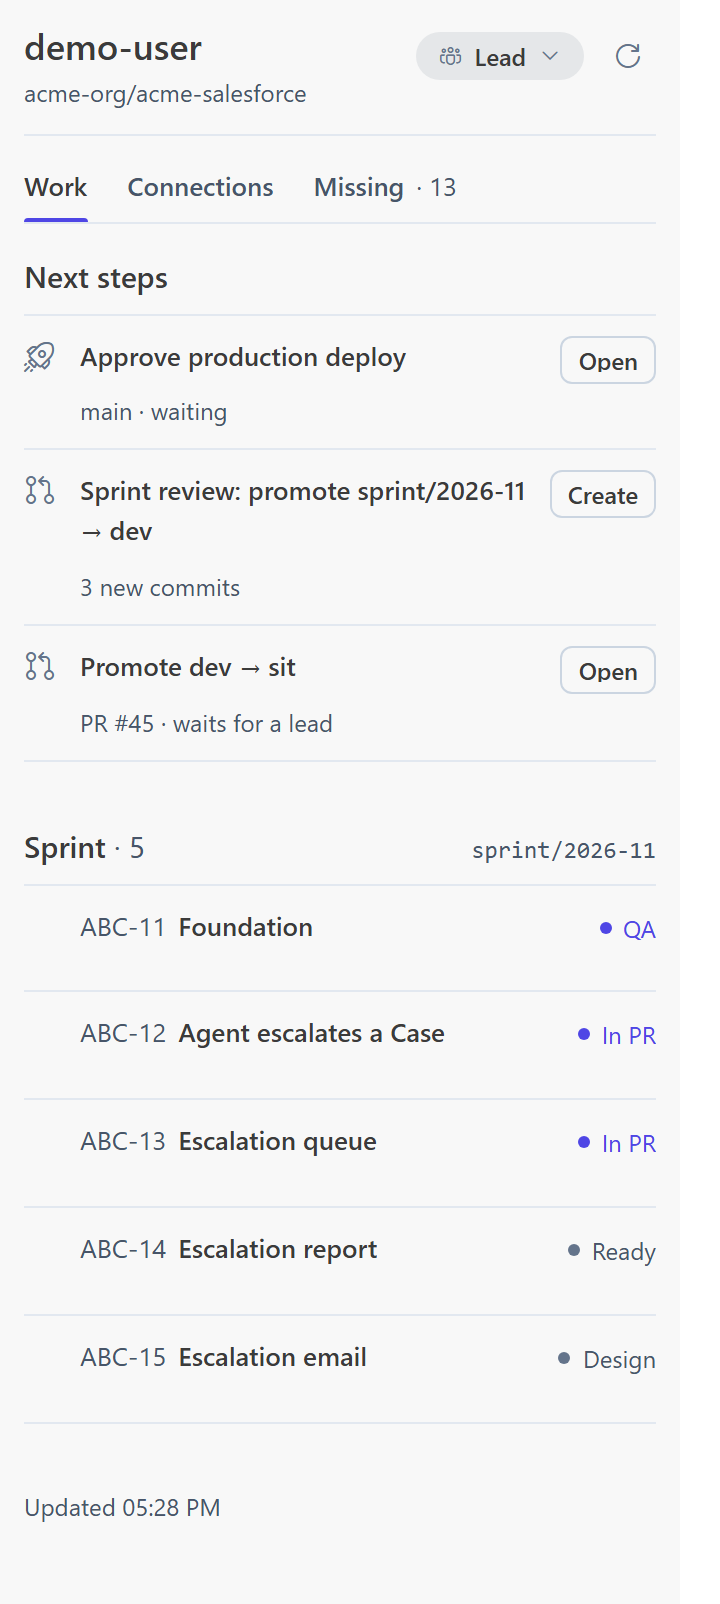 demo-user
Lead
acme-org/acme-salesforce
Work
Connections
Missing · 13
Next steps
Approve production deploy
Open
main · waiting
Sprint review: promote sprint/2026-11
→ dev
Create
3 new commits
Promote dev → sit
Open
PR #45 · waits for a lead
Sprint · 5
sprint/2026-11
ABC-11 Foundation
QA
ABC-12 Agent escalates a Case
In PR
ABC-13 Escalation queue
In PR
ABC-14 Escalation report
Ready
ABC-15 Escalation email
Design
Updated 05:28 PM